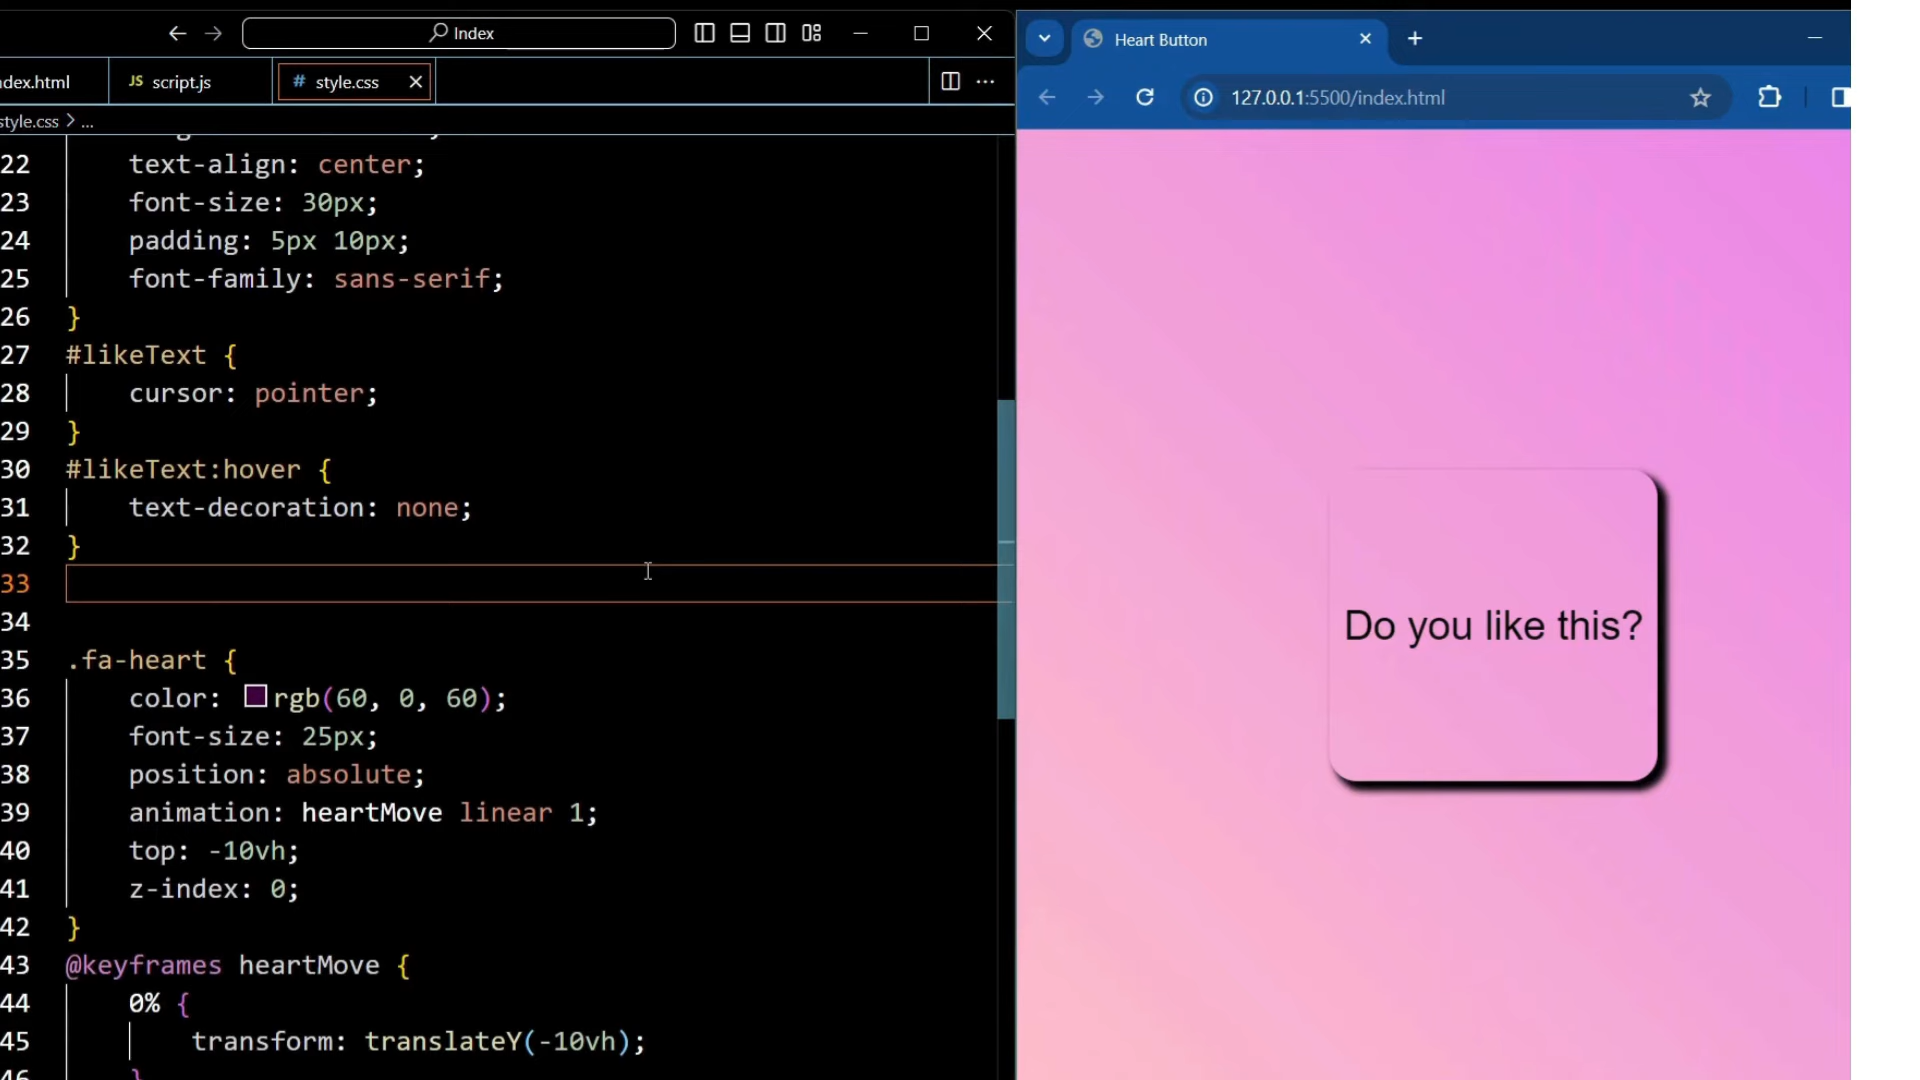 Index
dex.html
JS script.js
# style.css
style.css > ...
22 text-align: center;
23 font-size: 30px;
24 padding: 5px 10px;
25 font-family: sans-serif;
26 }
27 #likeText {
28 cursor: pointer;
29 }
30 #likeText:hover {
31 text-decoration: none;
32 }
33
34
35 .fa-heart {
36 color: rgb(60, 0, 60);
37 font-size: 25px;
38 position: absolute;
39 animation: heartMove linear 1;
40 top: -10vh;
41 z-index: 0;
42 }
43 @keyframes heartMove {
44 0% {
45 transform: translateY(-10vh);
46 }
Heart Button
127.0.0.1:5500/index.html
Do you like this?